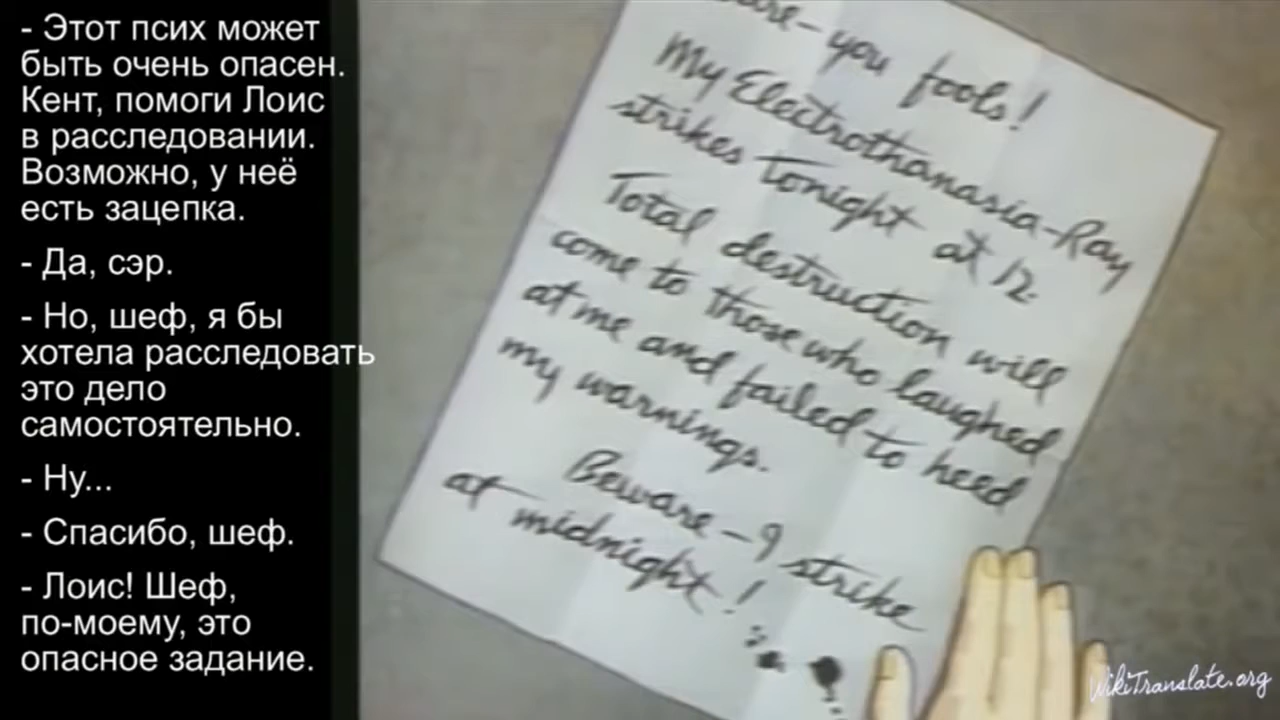 - Этот псих может
быть очень опасен.
Кент, помоги Лоис
в расследовании.
Возможно, у неё
есть зацепка.
- Да, сэр.
- Но, шеф, я бы
хотела расследовать
это дело
самостоятельно.
- Ну...
- Спасибо, шеф.
- Лоис! Шеф,
по-моему, это
опасное задание.
you fools!
My Electrothanasia-Ray
strikes tonight at 12.
Total destruction will
come to those who laughed
at me and failed to heed
my warnings.
Beware - I strike
at midnight!
WikiTranslate.org